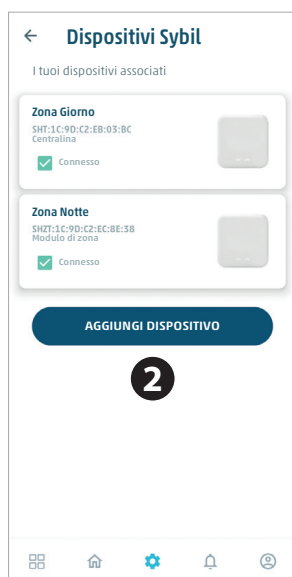 Dispositivi Sybil
I tuoi dispositivi associati
Zona Giorno
SHT:1C:9D:C2:EB:03:BC
Centralina
Connesso
Zona Notte
SHZT:1C:9D:C2:EC:8E:38
Modulo di zona
Connesso
AGGIUNGI DISPOSITIVO
2